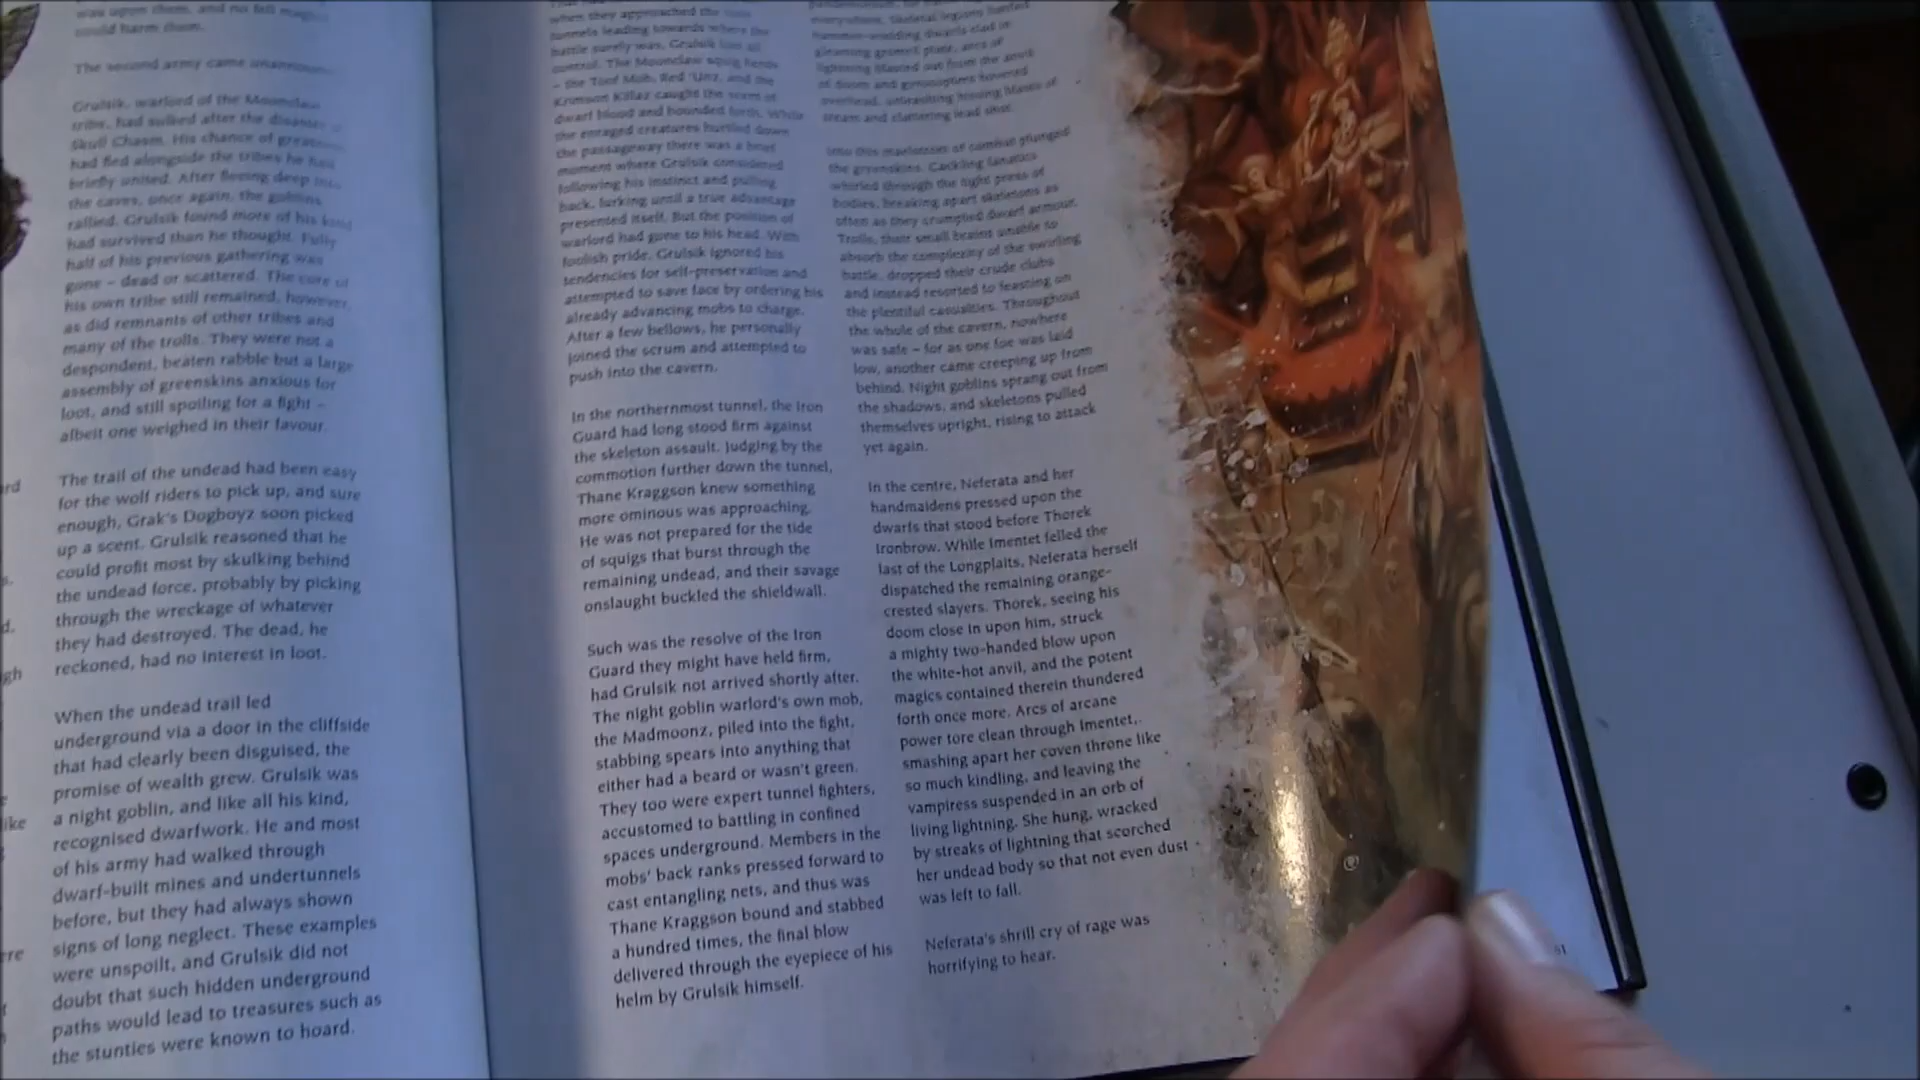 was upon them, and no fell magic
could harm them.
The second army came unannounced.
Grulsik, warlord of the Moonclaw
tribe, had sulked after the disaster of
Skull Chasm. His chance of greatness
had fled alongside the tribes he had
briefly united. After fleeing deep into
the caves, once again, the goblins
rallied. Grulsik found more of his kind
had survived than he thought. Fully
half of his previous gathering was
gone – dead or scattered. The core of
his own tribe still remained, however,
as did remnants of other tribes and
many of the trolls. They were not a
despondent, beaten rabble but a large
assembly of greenskins anxious for
loot, and still spoiling for a fight –
albeit one weighed in their favour.
The trail of the undead had been easy
for the wolf riders to pick up, and sure
enough, Grak's Dogboyz soon picked
up a scent. Grulsik reasoned that he
could profit most by skulking behind
the undead force, probably by picking
through the wreckage of whatever
they had destroyed. The dead, he
reckoned, had no interest in loot.
When the undead trail led
underground via a door in the cliffside
that had clearly been disguised, the
promise of wealth grew. Grulsik was
a night goblin, and like all his kind,
recognised dwarfwork. He and most
of his army had walked through
dwarf-built mines and undertunnels
before, but they had always shown
signs of long neglect. These examples
were unspoilt, and Grulsik did not
doubt that such hidden underground
paths would lead to treasures such as
the stunties were known to hoard.
when they approached the
tunnels leading towards where the
battle surely was, Grulsik lost all
control. The Moonclaw squig herds
– the Toof Mob, Red 'Unz, and the
Krimson Killaz caught the scent of
dwarf blood and bounded forth. While
the enraged creatures hurtled down
the passageway there was a brief
moment where Grulsik considered
following his instinct and pulling
back, lurking until a true advantage
presented itself. But the position of
warlord had gone to his head. With
foolish pride, Grulsik ignored his
tendencies for self-preservation and
attempted to save face by ordering his
already advancing mobs to charge.
After a few bellows, he personally
joined the scrum and attempted to
push into the cavern.
In the northernmost tunnel, the Iron
Guard had long stood firm against
the skeleton assault. Judging by the
commotion further down the tunnel,
Thane Kraggson knew something
more ominous was approaching.
He was not prepared for the tide
of squigs that burst through the
remaining undead, and their savage
onslaught buckled the shieldwall.
Such was the resolve of the Iron
Guard they might have held firm,
had Grulsik not arrived shortly after.
The night goblin warlord's own mob,
the Madmoonz, piled into the fight,
stabbing spears into anything that
either had a beard or wasn't green.
They too were expert tunnel fighters,
accustomed to battling in confined
spaces underground. Members in the
mobs' back ranks pressed forward to
cast entangling nets, and thus was
Thane Kraggson bound and stabbed
a hundred times, the final blow
delivered through the eyepiece of his
helm by Grulsik himself.
everywhere. Skeletal legions battled
hammer-wielding dwarfs clad in
gleaming gromril plate, arcs of
lightning blasted out from the anvil
of doom and gyrocopters hovered
overhead, unleashing strong blasts of
steam and clattering lead shot.
Into this maelstrom of combat plunged
the greenskins. Cackling fanatics
whirled through the tight press of
bodies, breaking apart skeletons as
often as they crumpled dwarf armour.
Trolls, their small brains unable to
absorb the complexity of the swirling
battle, dropped their crude clubs
and instead resorted to feasting on
the plentiful casualties. Throughout
the whole of the cavern, nowhere
was safe – for as one foe was laid
low, another came creeping up from
behind. Night goblins sprang out from
the shadows, and skeletons pulled
themselves upright, rising to attack
yet again.
In the centre, Neferata and her
handmaidens pressed upon the
dwarfs that stood before Thorek
Ironbrow. While Imentet felled the
last of the Longplaits, Neferata herself
dispatched the remaining orange-
crested slayers. Thorek, seeing his
doom close in upon him, struck
a mighty two-handed blow upon
the white-hot anvil, and the potent
magics contained therein thundered
forth once more. Arcs of arcane
power tore clean through Imentet,
smashing apart her coven throne like
so much kindling, and leaving the
vampiress suspended in an orb of
living lightning. She hung, wracked
by streaks of lightning that scorched
her undead body so that not even dust
was left to fall.
Neferata's shrill cry of rage was
horrifying to hear.